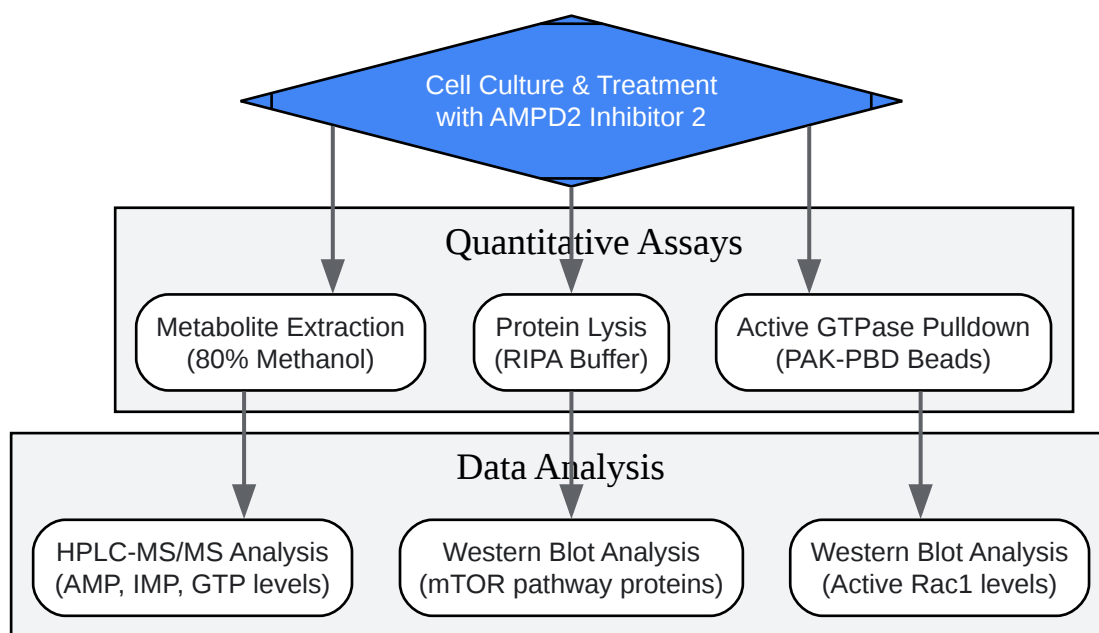 Cell Culture & Treatment
with AMPD2 Inhibitor 2
Quantitative Assays
Metabolite Extraction
(80% Methanol)
Protein Lysis
(RIPA Buffer)
Active GTPase Pulldown
(PAK-PBD Beads)
Data Analysis
HPLC-MS/MS Analysis
(AMP, IMP, GTP levels)
Western Blot Analysis
(mTOR pathway proteins)
Western Blot Analysis
(Active Rac1 levels)